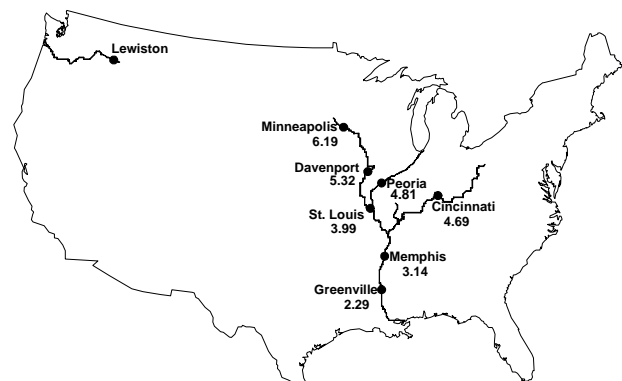 Lewiston
Minneapolis
6.19
Davenport
5.32
Peoria
4.81
Cincinnati
4.69
St. Louis
3.99
Memphis
3.14
Greenville
2.29